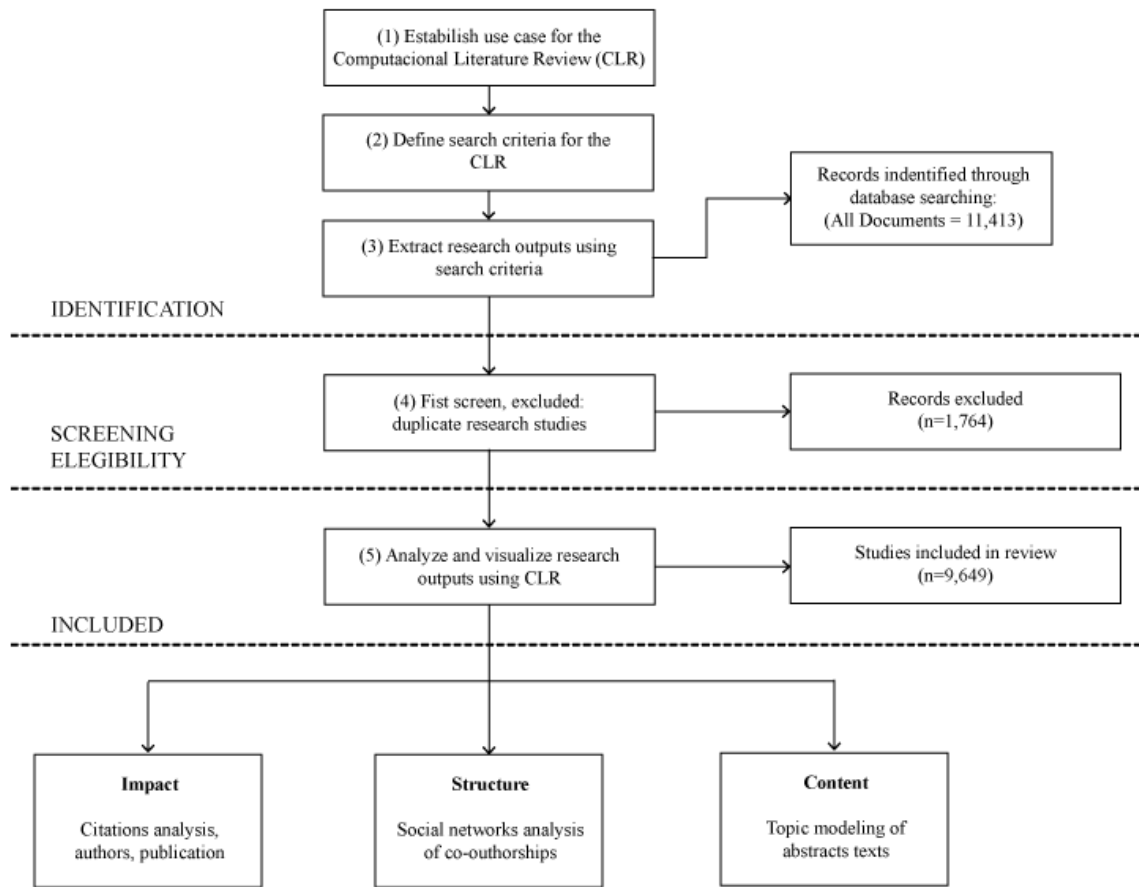 (1) Estabilish use case for the
Computacional Literature Review (CLR)
(2) Define search criteria for the
CLR
Records indentified through
database searching:
(All Documents = 11,413)
(3) Extract research outputs using
search criteria
IDENTIFICATION
(4) Fist screen, excluded:
duplicate research studies
Records excluded
(n=1,764)
SCREENING
ELEGIBILITY
(5) Analyze and visualize research
outputs using CLR
Studies included in review
(n=9,649)
INCLUDED
Impact
Citations analysis,
authors, publication
Structure
Social networks analysis
of co-outhorships
Content
Topic modeling of
abstracts texts